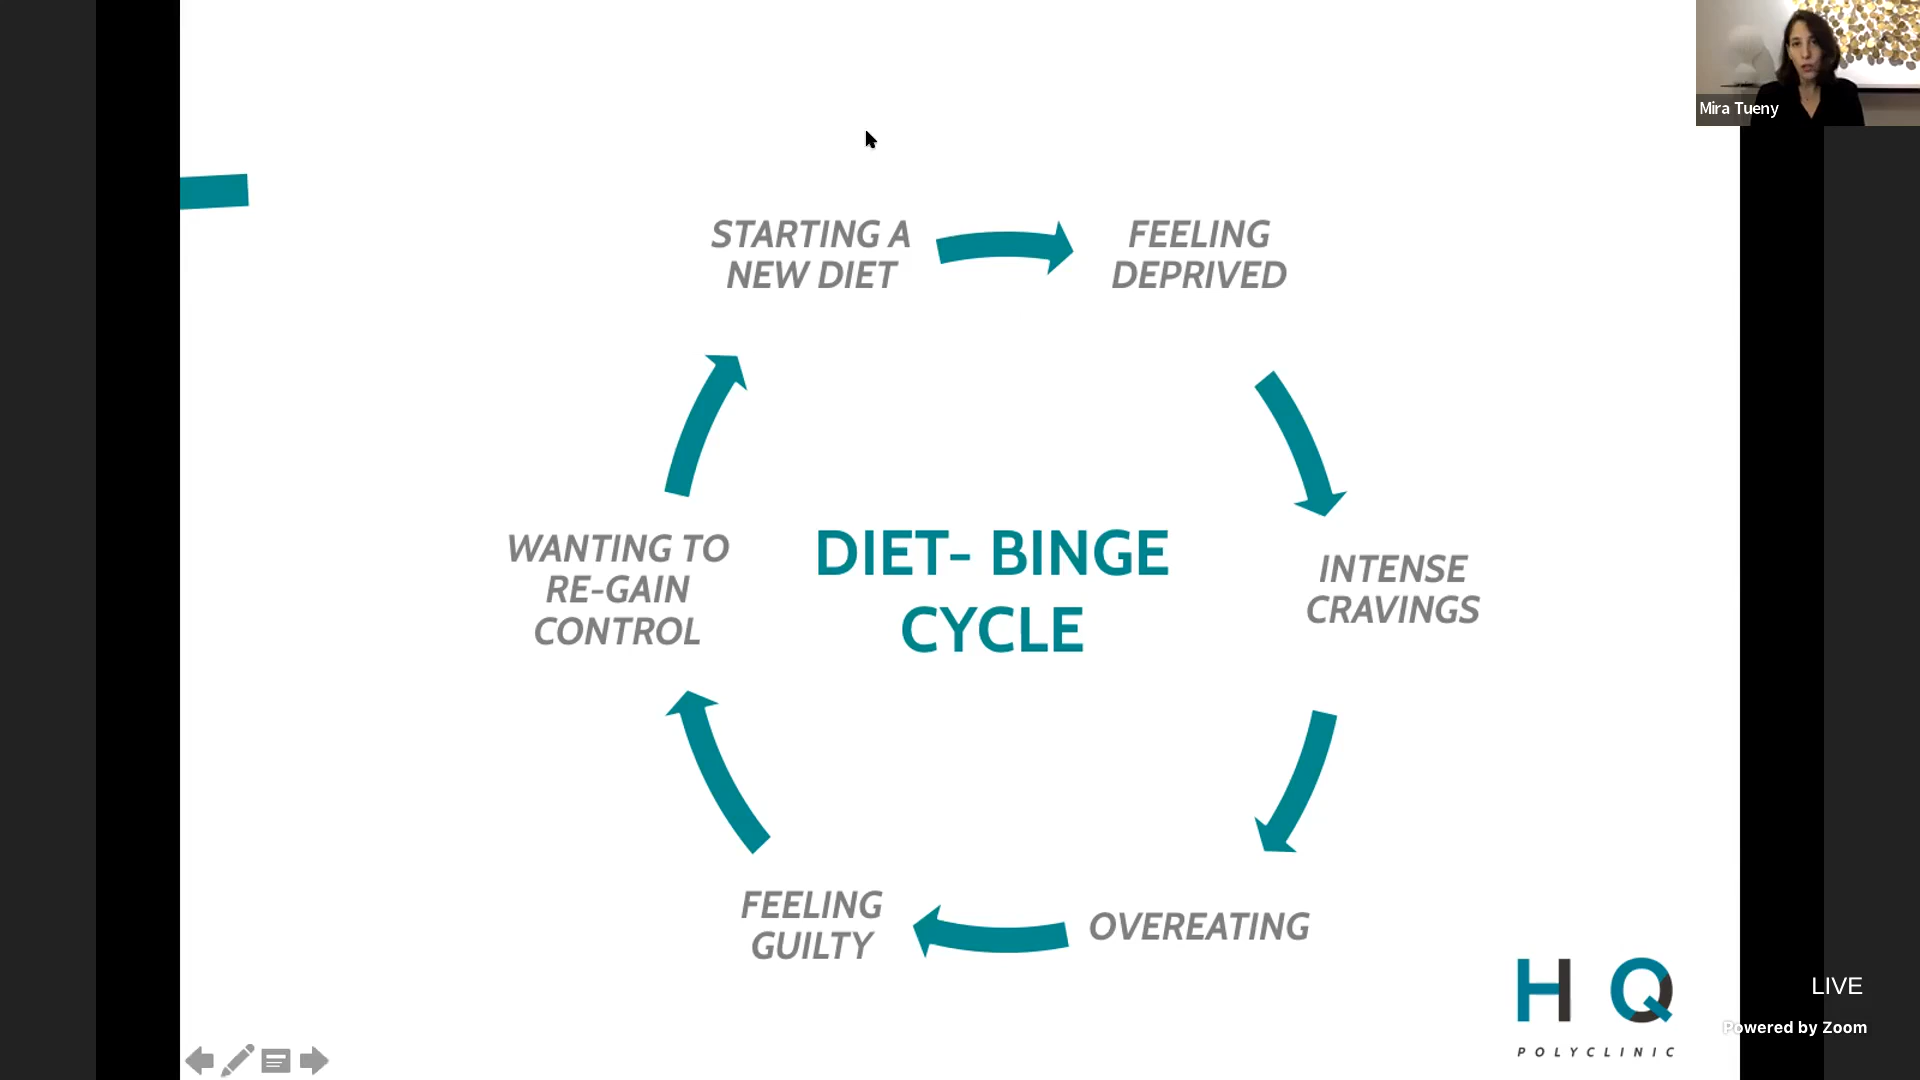 Mira Tueny
STARTING A
NEW DIET
FEELING
DEPRIVED
INTENSE
CRAVINGS
OVEREATING
FEELING
GUILTY
WANTING TO
RE-GAIN
CONTROL
DIET- BINGE
CYCLE
H Q
POLYCLINIC
LIVE
Powered by Zoom